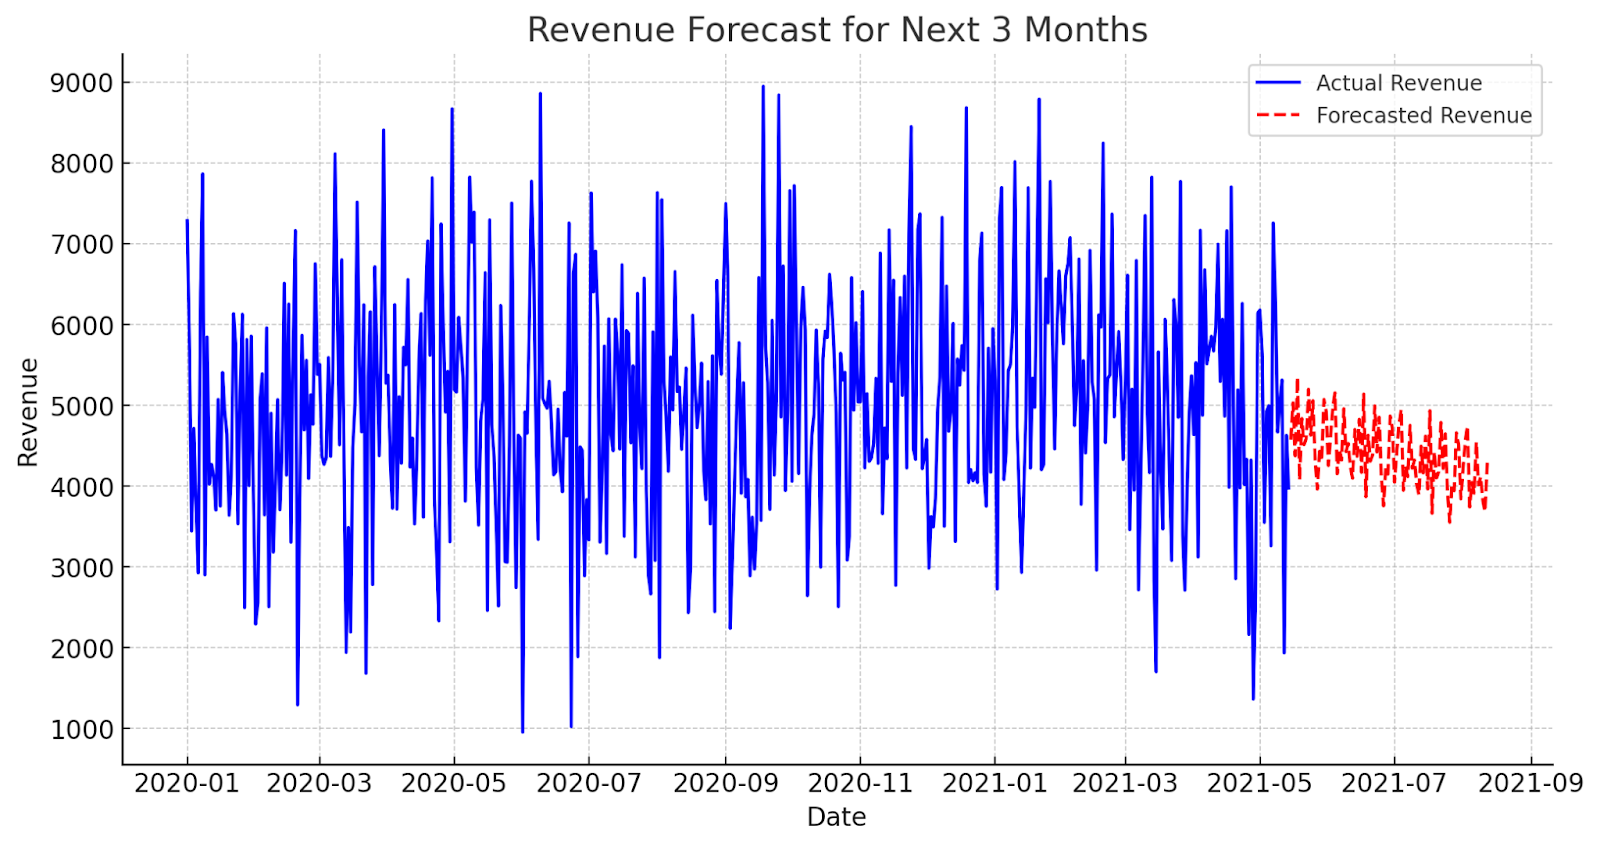 Revenue Forecast for Next 3 Months
Actual Revenue
Forecasted Revenue
Revenue
9000
8000
7000
6000
5000
4000
3000
2000
1000
2020-01 2020-03 2020-05 2020-07 2020-09 2020-11 2021-01 2021-03 2021-05 2021-07 2021-09
Date